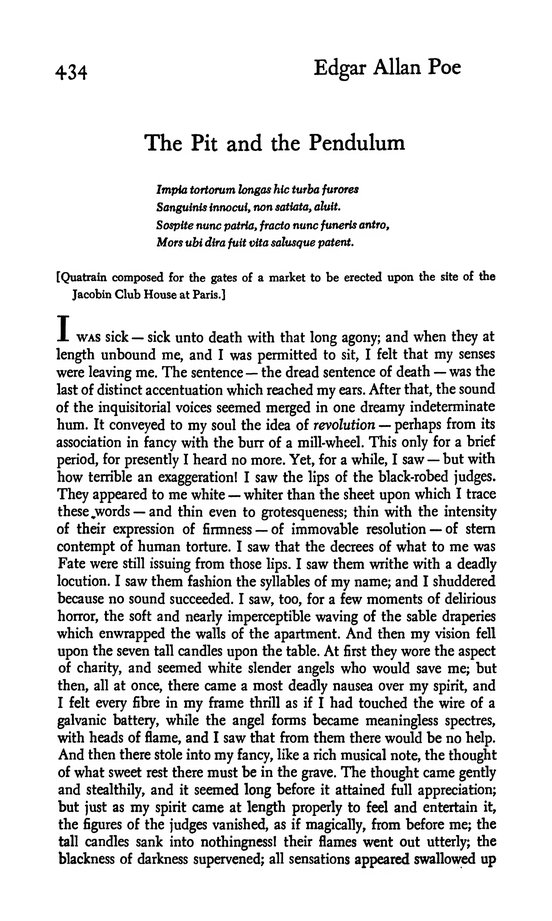 434
Edgar Allan Poe
The Pit and the Pendulum
Impia tortorum longas hic turba furores
Sanguinis innocui, non satiata, aluit.
Sospite nunc patria, fracto nunc funeris antro,
Mors ubi dira fuit vita salusque patent.
[Quatrain composed for the gates of a market to be erected upon the site of the
Jacobin Club House at Paris.]
I was sick — sick unto death with that long agony; and when they at
length unbound me, and I was permitted to sit, I felt that my senses
were leaving me. The sentence — the dread sentence of death — was the
last of distinct accentuation which reached my ears. After that, the sound
of the inquisitorial voices seemed merged in one dreamy indeterminate
hum. It conveyed to my soul the idea of revolution — perhaps from its
association in fancy with the burr of a mill-wheel. This only for a brief
period, for presently I heard no more. Yet, for a while, I saw — but with
how terrible an exaggeration! I saw the lips of the black-robed judges.
They appeared to me white — whiter than the sheet upon which I trace
these words — and thin even to grotesqueness; thin with the intensity
of their expression of firmness — of immovable resolution — of stern
contempt of human torture. I saw that the decrees of what to me was
Fate were still issuing from those lips. I saw them writhe with a deadly
locution. I saw them fashion the syllables of my name; and I shuddered
because no sound succeeded. I saw, too, for a few moments of delirious
horror, the soft and nearly imperceptible waving of the sable draperies
which enwrapped the walls of the apartment. And then my vision fell
upon the seven tall candles upon the table. At first they wore the aspect
of charity, and seemed white slender angels who would save me; but
then, all at once, there came a most deadly nausea over my spirit, and
I felt every fibre in my frame thrill as if I had touched the wire of a
galvanic battery, while the angel forms became meaningless spectres,
with heads of flame, and I saw that from them there would be no help.
And then there stole into my fancy, like a rich musical note, the thought
of what sweet rest there must be in the grave. The thought came gently
and stealthily, and it seemed long before it attained full appreciation;
but just as my spirit came at length properly to feel and entertain it,
the figures of the judges vanished, as if magically, from before me; the
tall candles sank into nothingness! their flames went out utterly; the
blackness of darkness supervened; all sensations appeared swallowed up